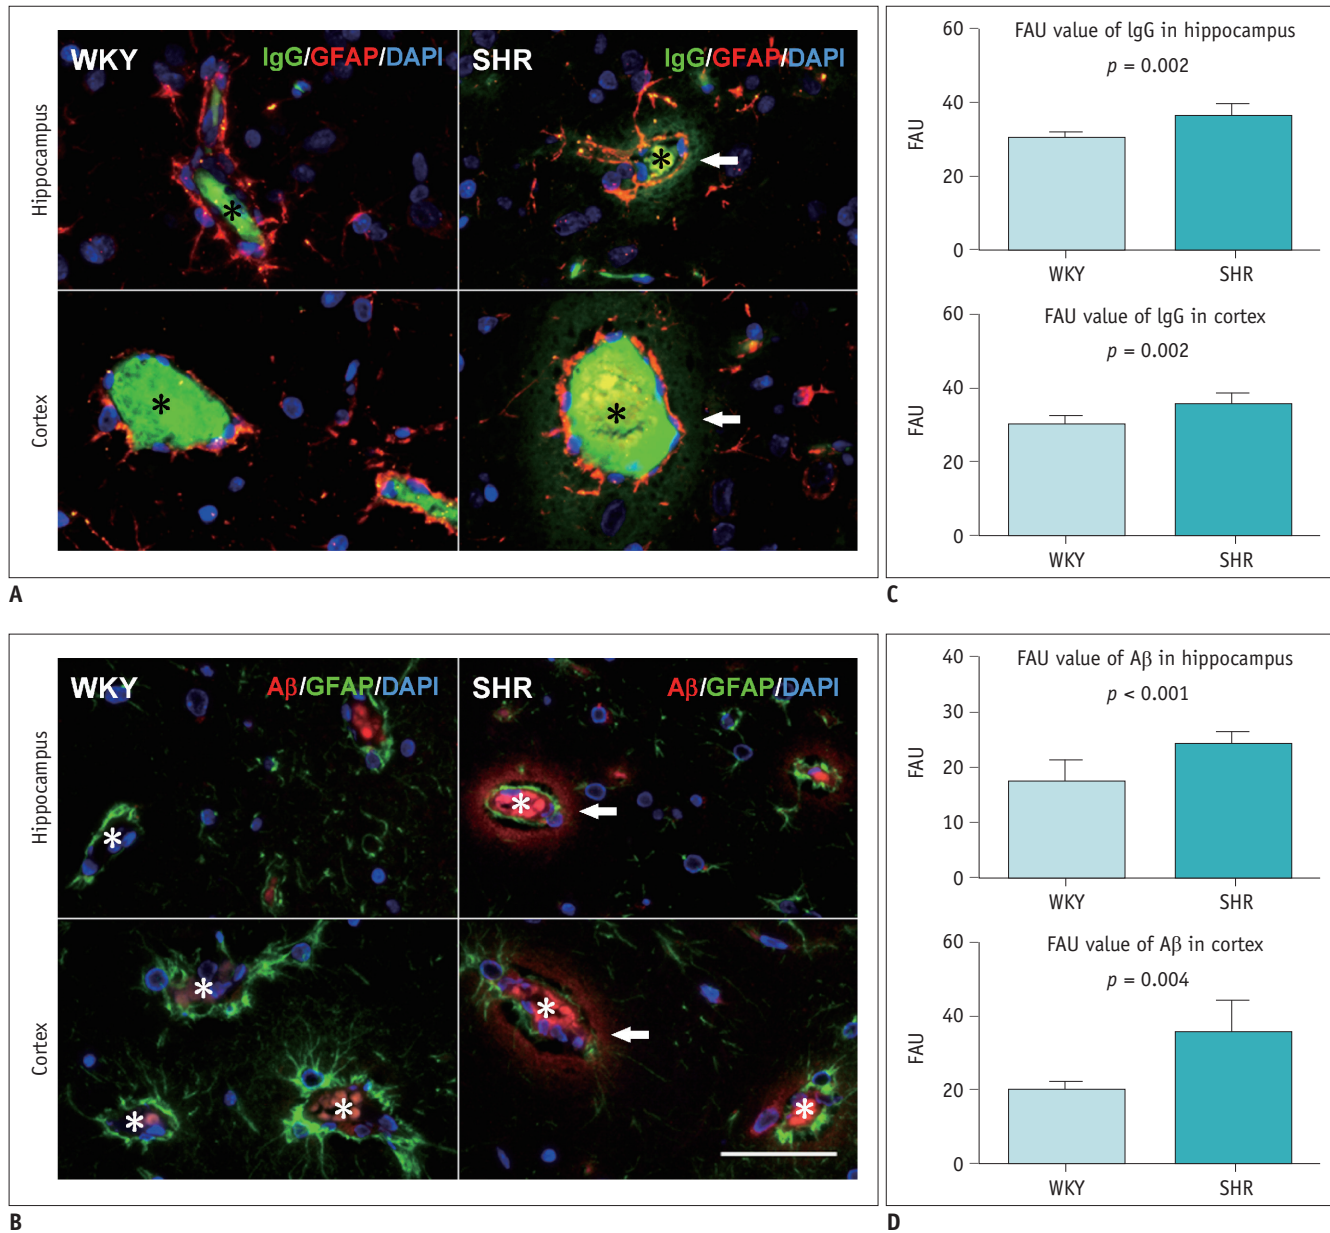 WKY
IgG/GFAP/DAPI
SHR
IgG/GFAP/DAPI
Hippocampus
*
*
Cortex
*
*
A
FAU value of lgG in hippocampus
p = 0.002
60
40
20
0
FAU
WKY
SHR
FAU value of lgG in cortex
p = 0.002
60
40
20
0
FAU
WKY
SHR
C
WKY
Aβ/GFAP/DAPI
SHR
Aβ/GFAP/DAPI
Hippocampus
*
*
Cortex
*
*
*
*
*
B
FAU value of Aβ in hippocampus
p < 0.001
40
30
20
10
0
FAU
WKY
SHR
FAU value of Aβ in cortex
p = 0.004
60
40
20
0
FAU
WKY
SHR
D